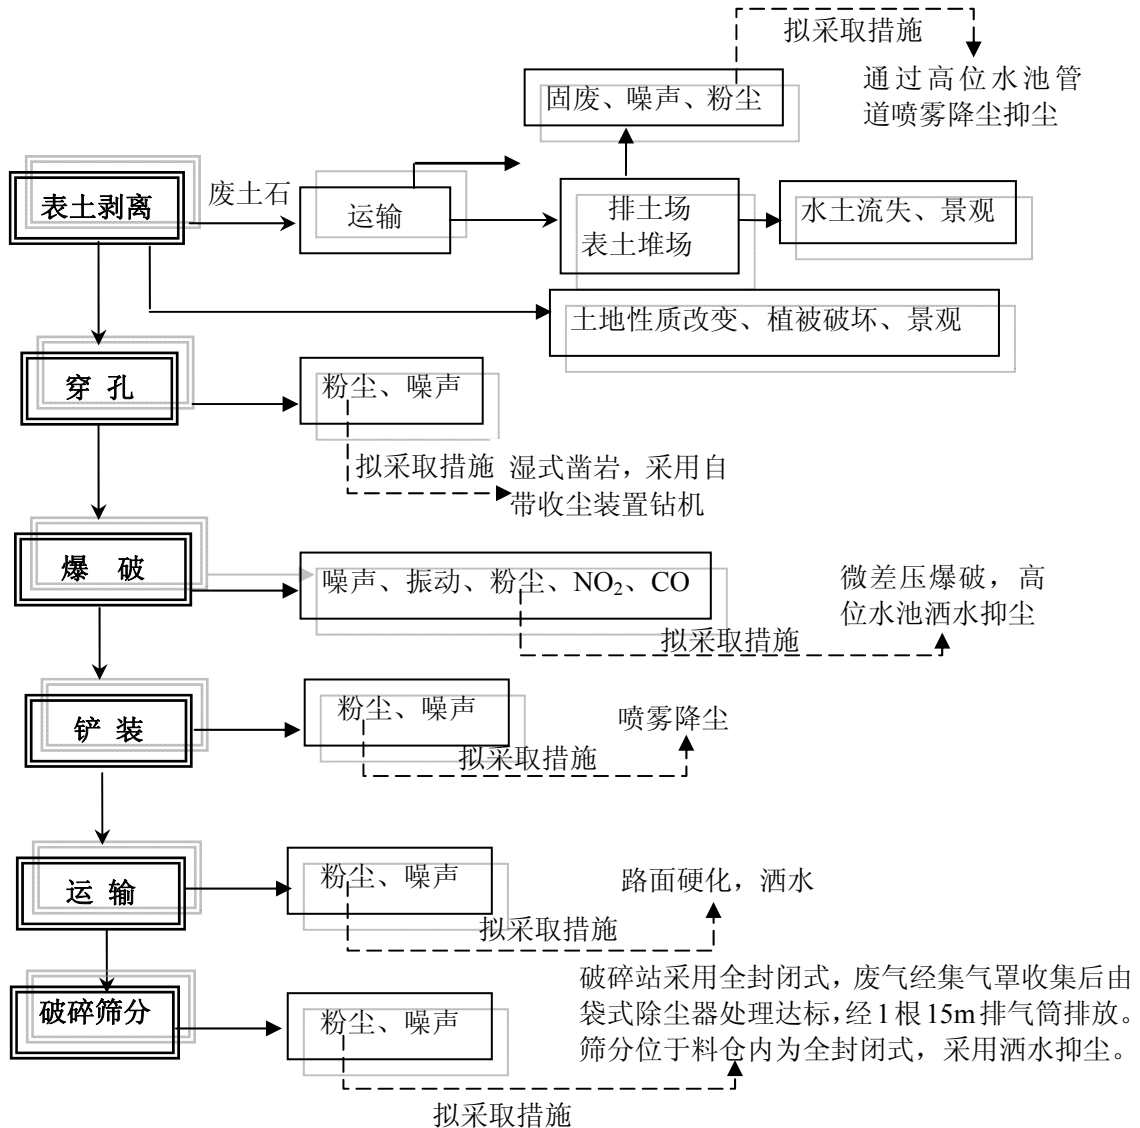 拟采取措施
通过高位水池管
道喷雾降尘抑尘
固废、噪声、粉尘
表土剥离
废土石
运输
排土场
表土堆场
水土流失、景观
土地性质改变、植被破坏、景观
穿 孔
粉尘、噪声
拟采取措施
湿式凿岩，采用自
带收尘装置钻机
爆 破
噪声、振动、粉尘、NO₂、CO
微差压爆破，高
位水池洒水抑尘
拟采取措施
铲 装
粉尘、噪声
喷雾降尘
拟采取措施
运 输
粉尘、噪声
路面硬化，洒水
拟采取措施
破碎筛分
粉尘、噪声
破碎站采用全封闭式，废气经集气罩收集后由
袋式除尘器处理达标，经1根15m排气筒排放。
筛分位于料仓内为全封闭式，采用洒水抑尘。
拟采取措施